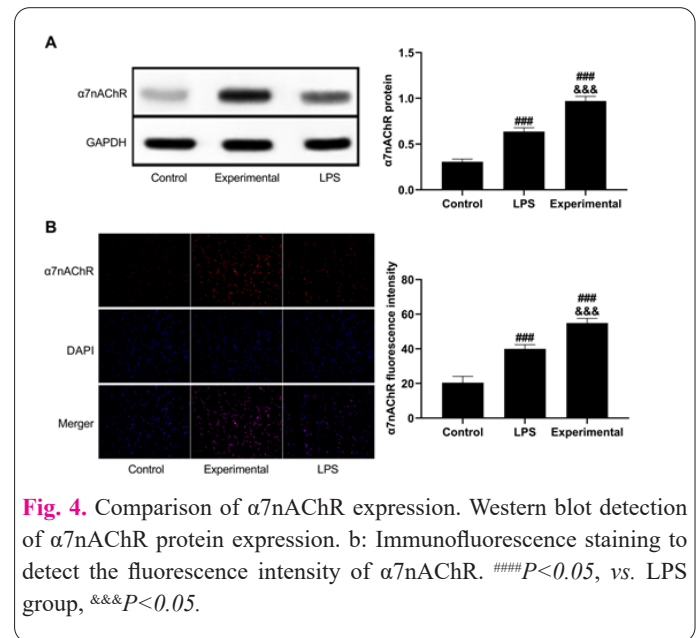 A
α7nAChR
GAPDH
Control Experimental LPS
α7nAChR protein
1.5
1.0
0.5
0.0
###
###
&&&
Control LPS Experimental
B
α7nAChR
DAPI
Merger
Control Experimental LPS
α7nAChR fluorescence intensity
80
60
40
20
0
###
###
&&&
Control LPS Experimental
Fig. 4. Comparison of α7nAChR expression. Western blot detection
of α7nAChR protein expression. b: Immunofluorescence staining to
detect the fluorescence intensity of α7nAChR. ####P<0.05, vs. LPS
group, &&&P<0.05.